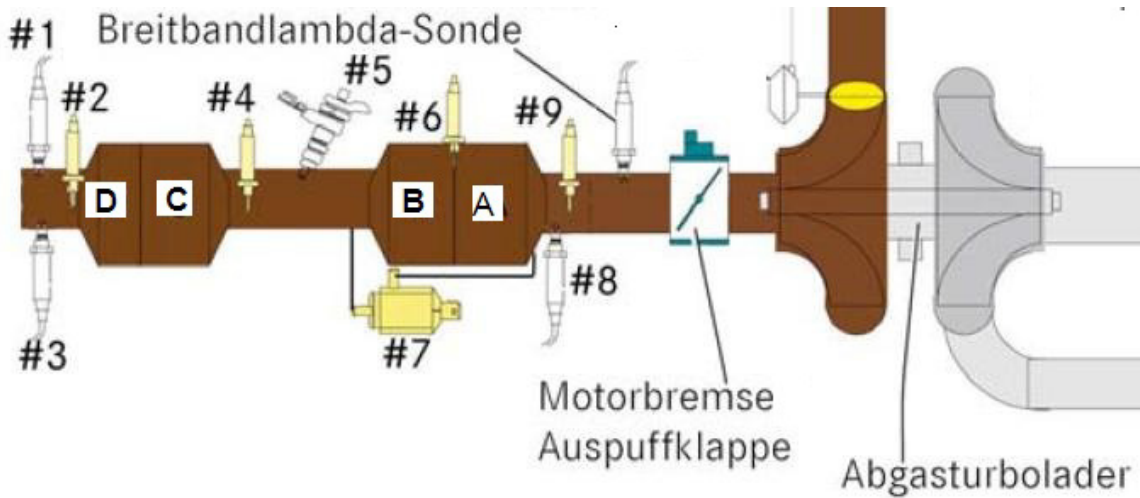 #1
Breitbandlambda-Sonde
#2
#4
#5
#6
#9
D
C
B
A
#3
#7
#8
Motorbremse
Auspuffklappe
Abgasturbolader